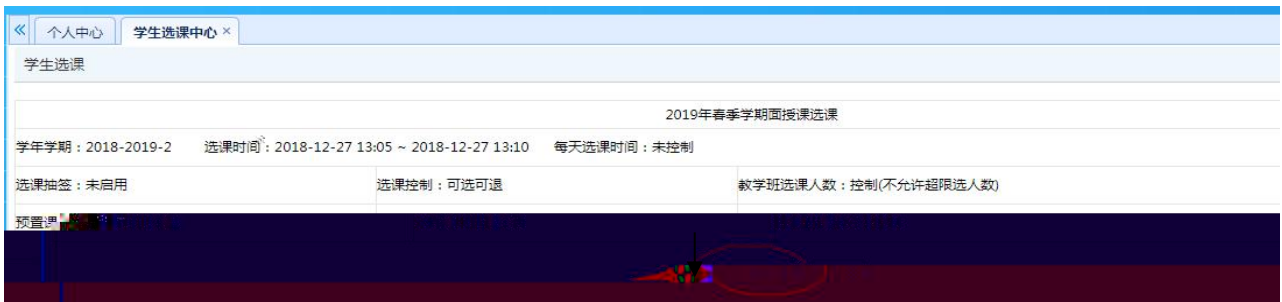 个人中心 学生选课中心
学生选课
2019年春季学期面授课选课
学年学期：2018-2019-2 选课时间：2018-12-27 13:05 ~ 2018-12-27 13:10 每天选课时间：未控制
选课抽签：未启用 选课控制：可选可退 教学班选课人数：控制(不允许超限选人数)
预置课